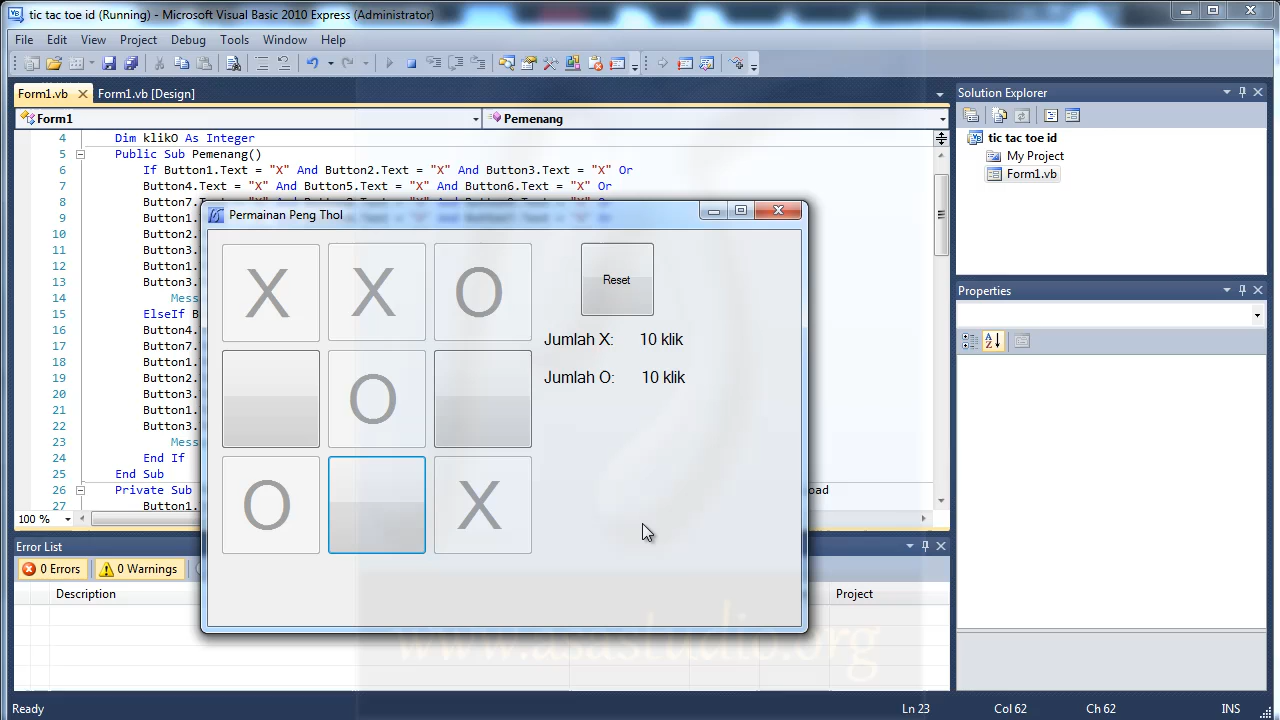 tic tac toe id (Running) - Microsoft Visual Basic 2010 Express (Administrator)
File Edit View Project Debug Tools Window Help
Form1.vb Form1.vb [Design]
Form1 Pemenang
4 Dim klikO As Integer
5 Public Sub Pemenang()
6 If Button1.Text = "X" And Button2.Text = "X" And Button3.Text = "X" Or
7 Button4.Text = "X" And Button5.Text = "X" And Button6.Text = "X" Or
8 Button7.
9 Button1.
10 Button2.
11 Button3.
12 Button1.
13 Button3.
14 Mess
15 ElseIf B
16 Button4.
17 Button7.
18 Button1.
19 Button2.
20 Button3.
21 Button1.
22 Button3.
23 Mess
24 End If
25 End Sub
26 Private Sub oad
27 Button1.
100 %
Permainan Peng Thol
X X O
O
O X
Reset
Jumlah X: 10 klik
Jumlah O: 10 klik
Error List
0 Errors 0 Warnings
Description Project
Solution Explorer
tic tac toe id
My Project
Form1.vb
Properties
www.asastudio.org
Ready Ln 23 Col 62 Ch 62 INS